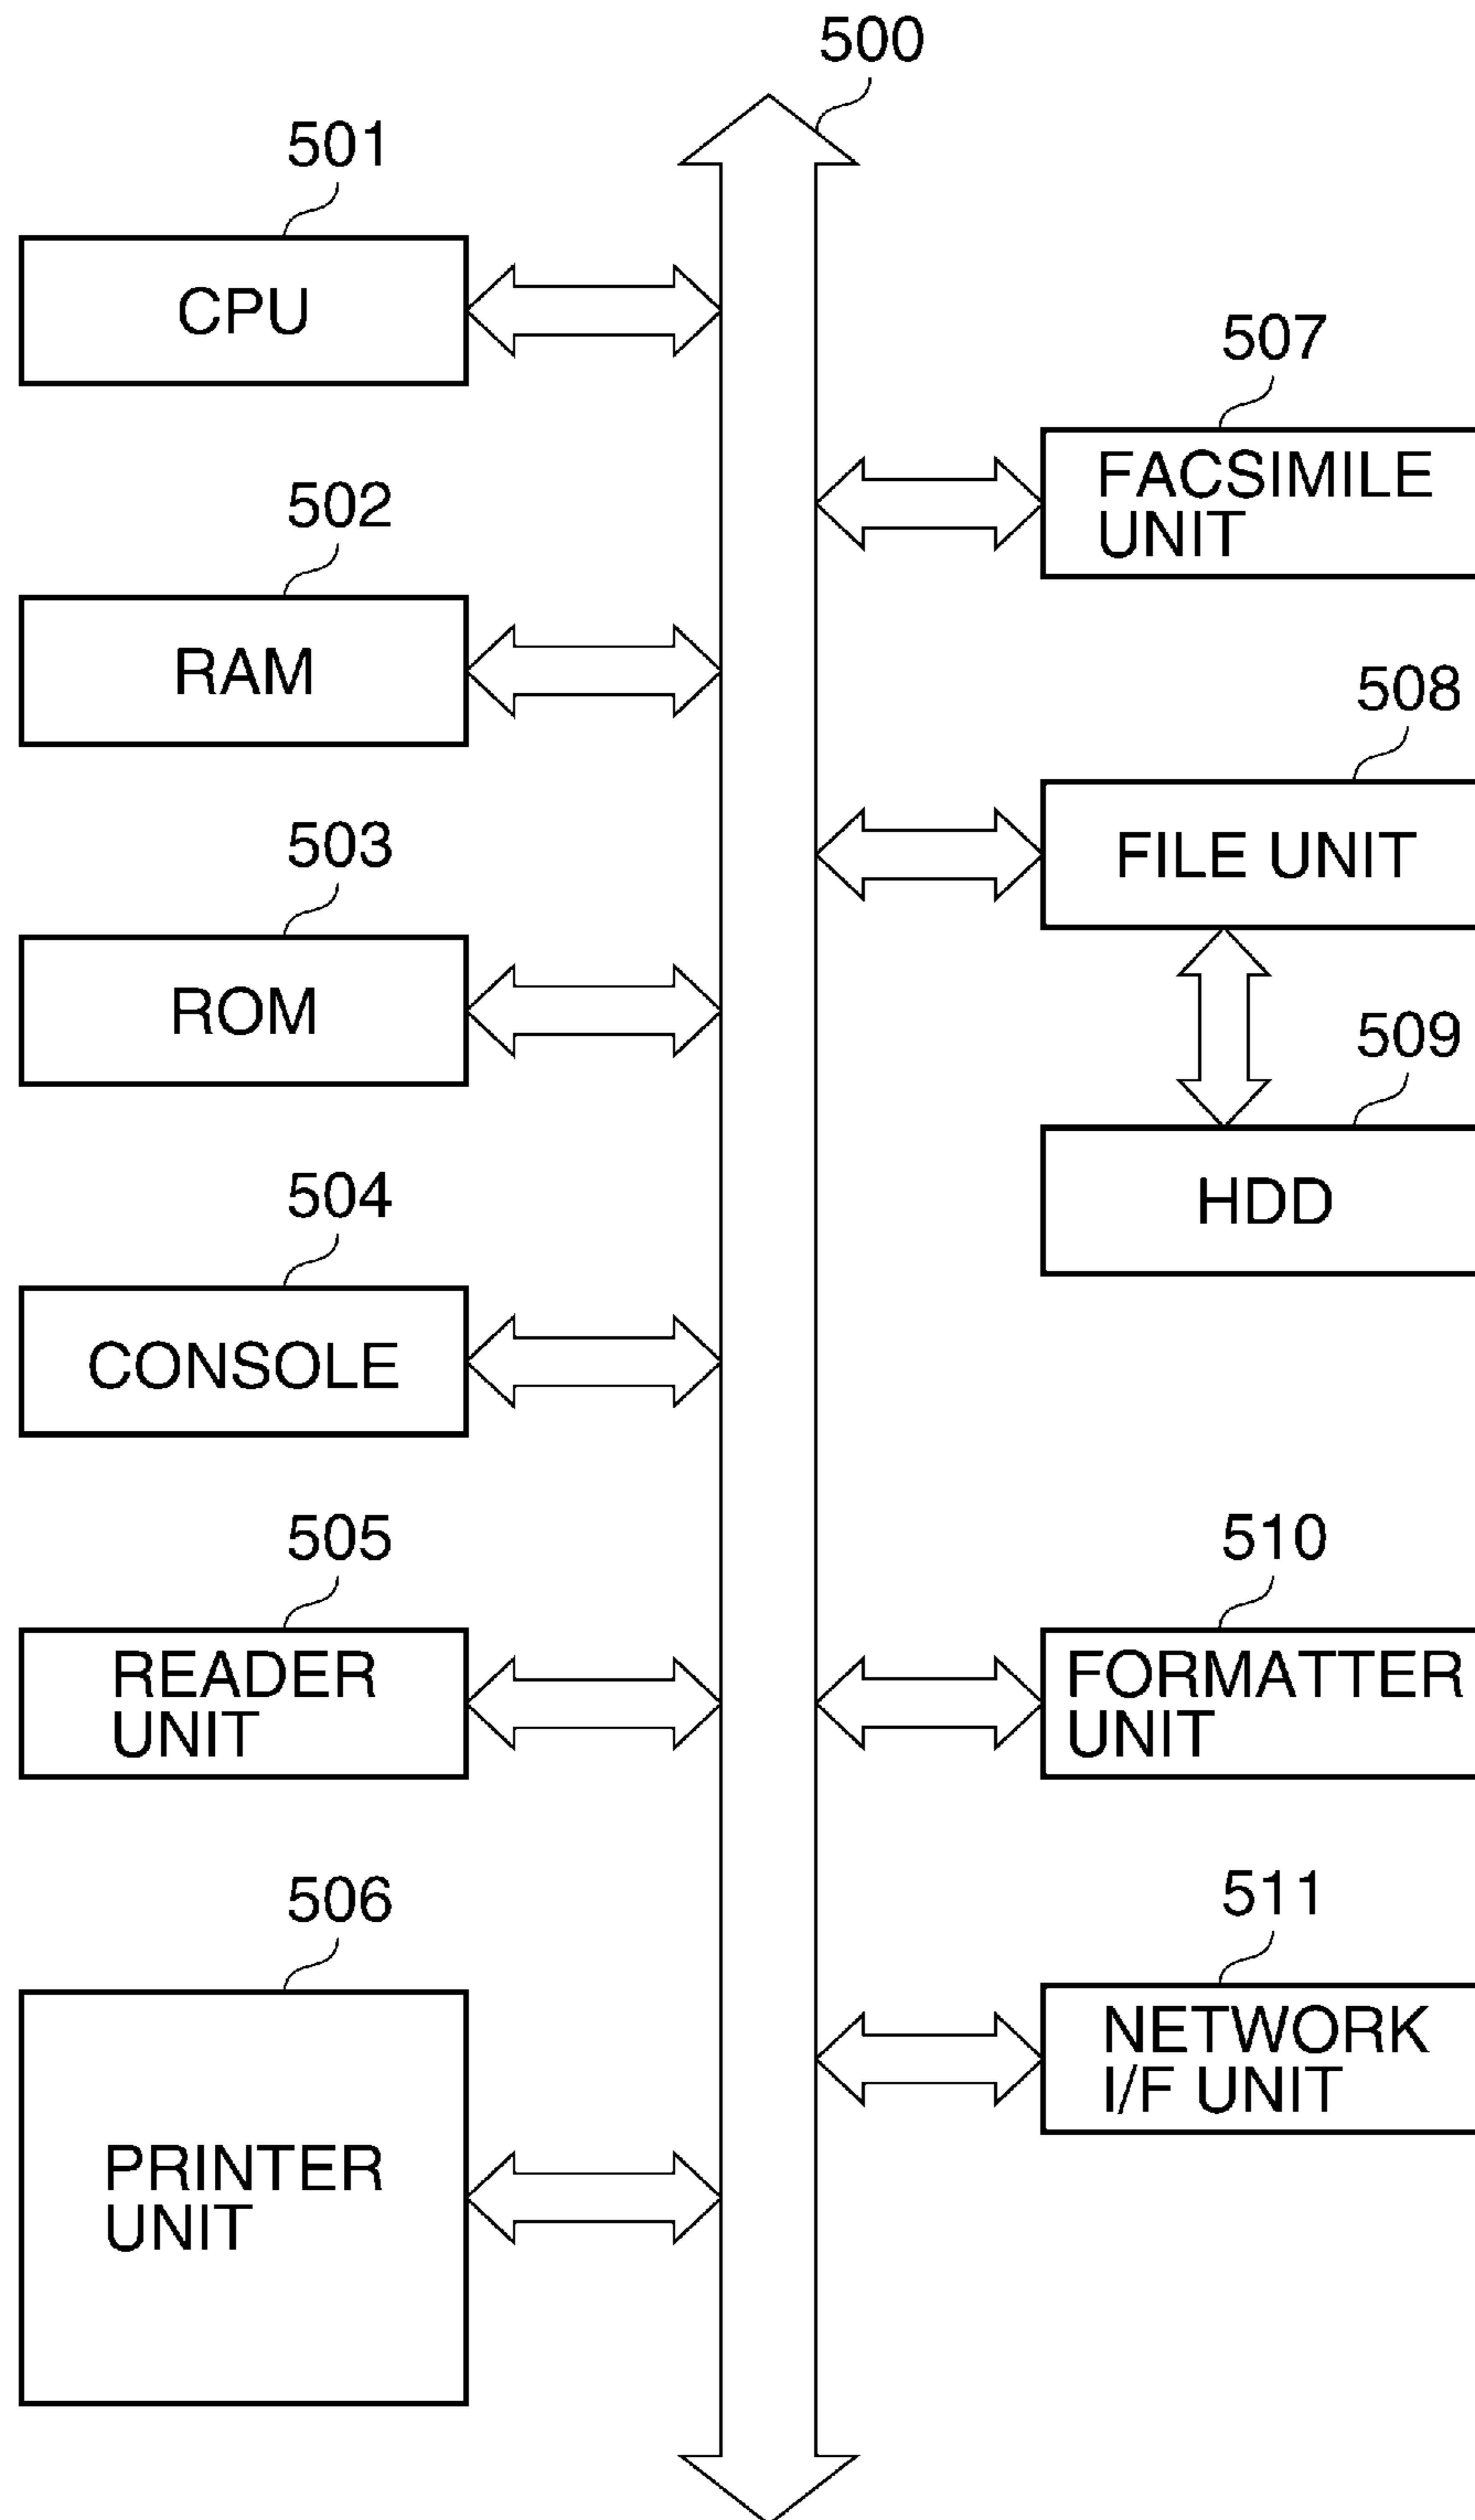 500
501
CPU
502
RAM
503
ROM
504
CONSOLE
505
READER
UNIT
506
PRINTER
UNIT
507
FACSIMILE
UNIT
508
FILE UNIT
509
HDD
510
FORMATTER
UNIT
511
NETWORK
I/F UNIT